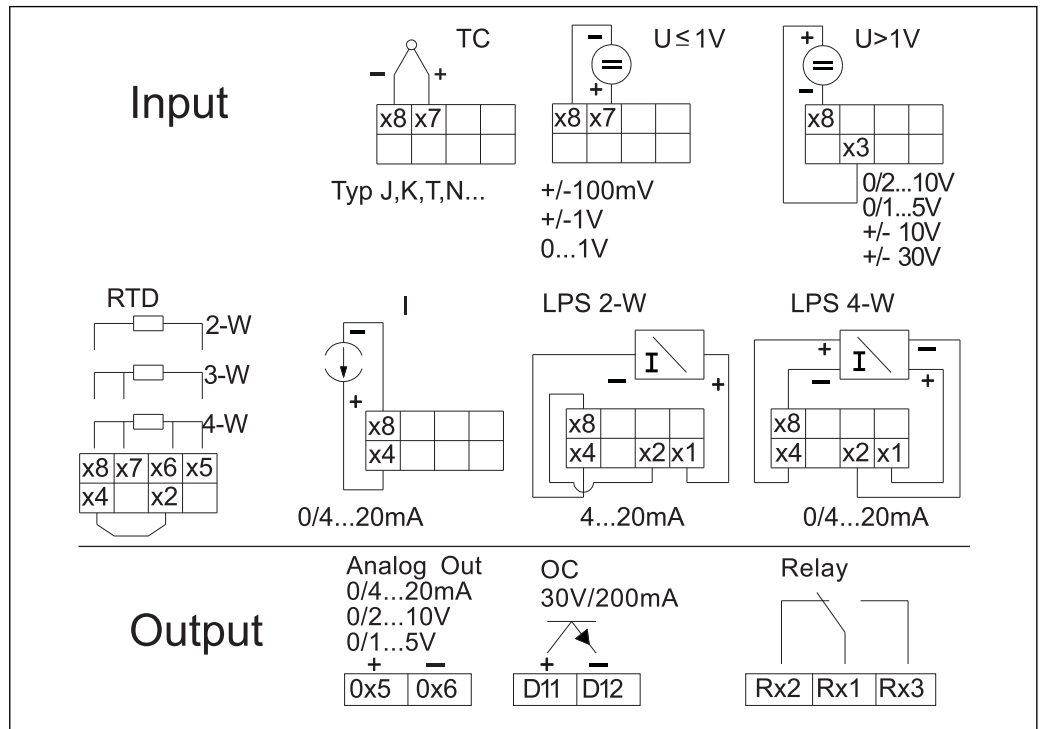 Input
TC
− +
x8 x7
Typ J,K,T,N...
U≤1V
−
+
x8 x7
+/-100mV
+/-1V
0...1V
U>1V
+
−
x8
x3
0/2...10V
0/1...5V
+/- 10V
+/- 30V
RTD
2-W
3-W
4-W
x8 x7 x6 x5
x4 x2
I
−
+
x8
x4
0/4...20mA
LPS 2-W
I
− +
x8
x4 x2 x1
4...20mA
LPS 4-W
+ −
I
− +
x8
x4 x2 x1
0/4...20mA
Output
Analog Out
0/4...20mA
0/2...10V
0/1...5V
+ −
0x5 0x6
OC
30V/200mA
+ −
D11 D12
Relay
Rx2 Rx1 Rx3